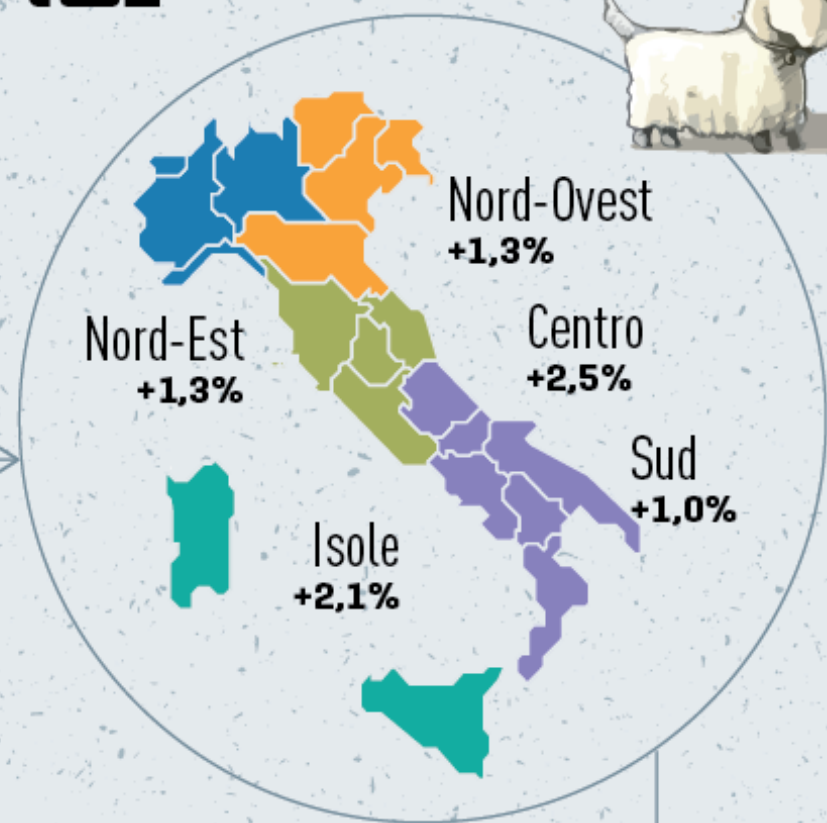 Nord-Ovest
+1,3%
Nord-Est
+1,3%
Centro
+2,5%
Sud
+1,0%
Isole
+2,1%